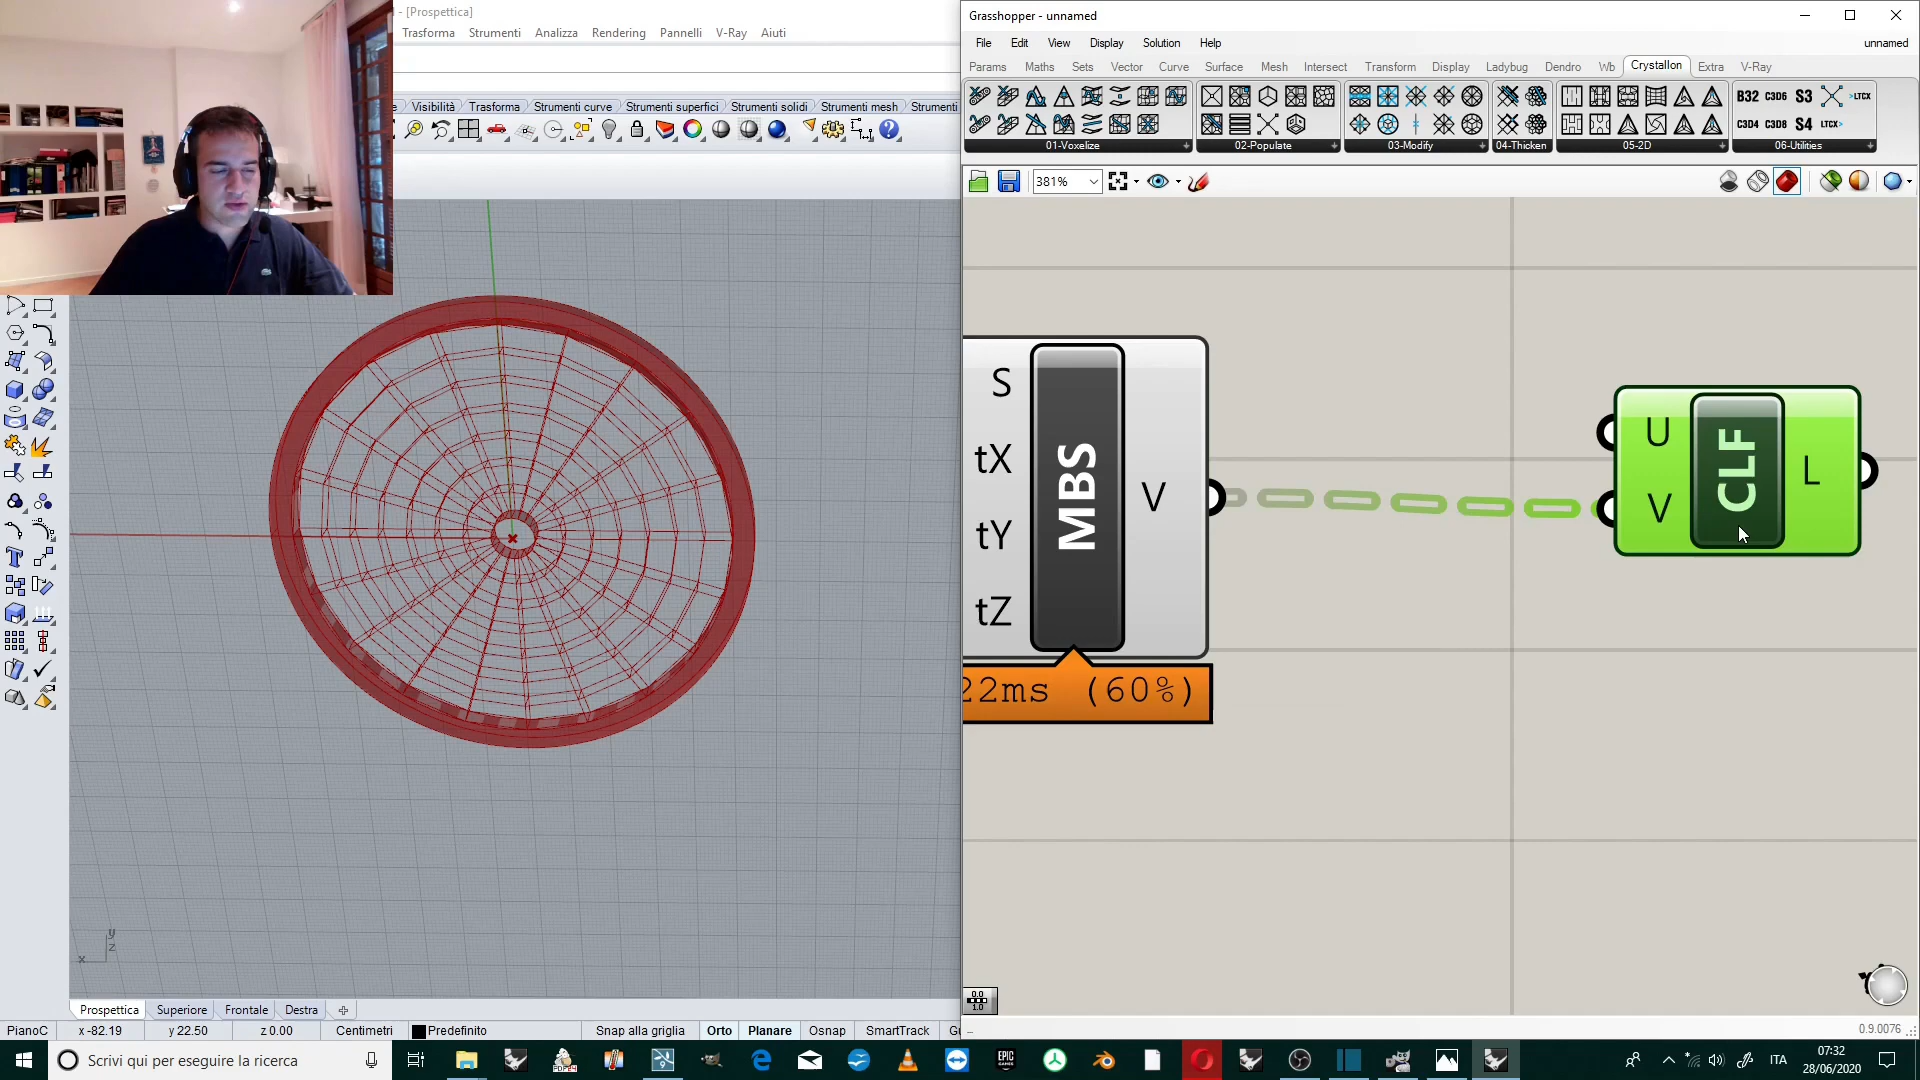 - [Prospettica]
Trasforma Strumenti Analizza Rendering Pannelli V-Ray Aiuti
Visibilità Trasforma Strumenti curve Strumenti superfici Strumenti solidi Strumenti mesh Strumenti
Grasshopper - unnamed
File Edit View Display Solution Help
unnamed
Params Maths Sets Vector Curve Surface Mesh Intersect Transform Display Ladybug Dendro Wb Crystallon Extra V-Ray
B32 C3D6 S3 >LTCX
C3D4 C3D8 S4 LTCX>
01-Voxelize 02-Populate 03-Modify 04-Thicken 05-2D 06-Utilities
381%
S
tX
tY
tZ
MBS
V
22ms (60%)
U
V
CLF
L
y
z
x
Prospettica Superiore Frontale Destra
PianoC x -82.19 y 22.50 z 0.00 Centimetri Predefinito Snap alla griglia Orto Planare Osnap SmartTrack
0.9.0076
Scrivi qui per eseguire la ricerca
EPIC GAMES
ITA
07:32
28/06/2020